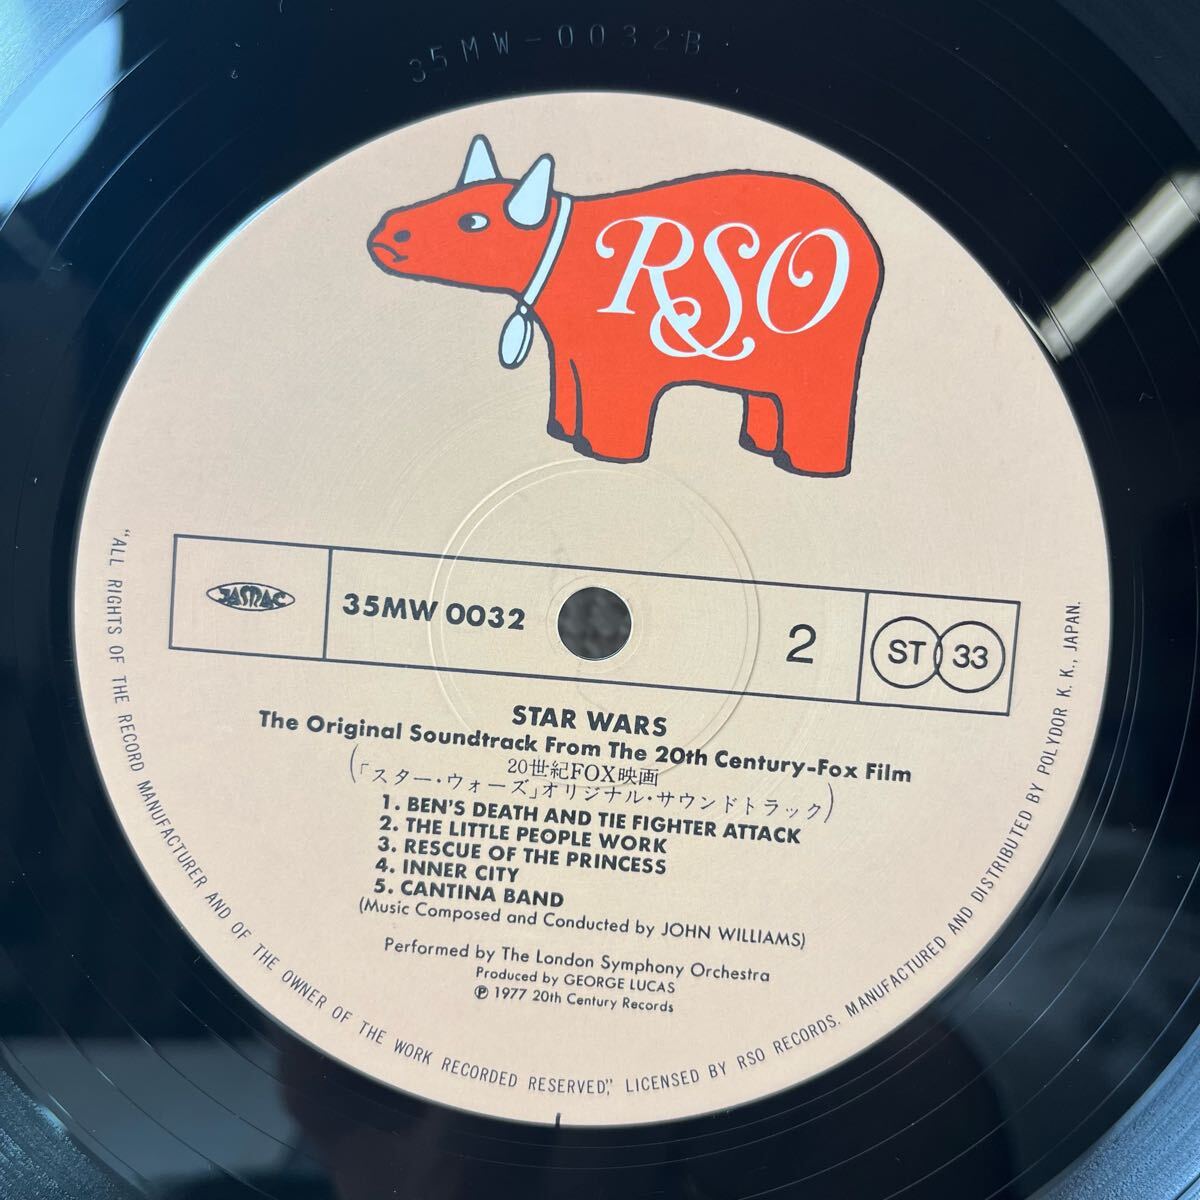 35MW-0032B
RSO
JASRAC
35MW 0032
2
ST 33
STAR WARS
The Original Soundtrack From The 20th Century-Fox Film
(20世紀FOX映画
「スター・ウォーズ」オリジナル・サウンドトラック)
1. BEN'S DEATH AND TIE FIGHTER ATTACK
2. THE LITTLE PEOPLE WORK
3. RESCUE OF THE PRINCESS
4. INNER CITY
5. CANTINA BAND
(Music Composed and Conducted by JOHN WILLIAMS)
Performed by The London Symphony Orchestra
Produced by GEORGE LUCAS
℗ 1977 20th Century Records
"ALL RIGHTS OF THE RECORD MANUFACTURER AND OF THE OWNER OF THE WORK RECORDED RESERVED," LICENSED BY RSO RECORDS. MANUFACTURED AND DISTRIBUTED BY POLYDOR K. K., JAPAN.